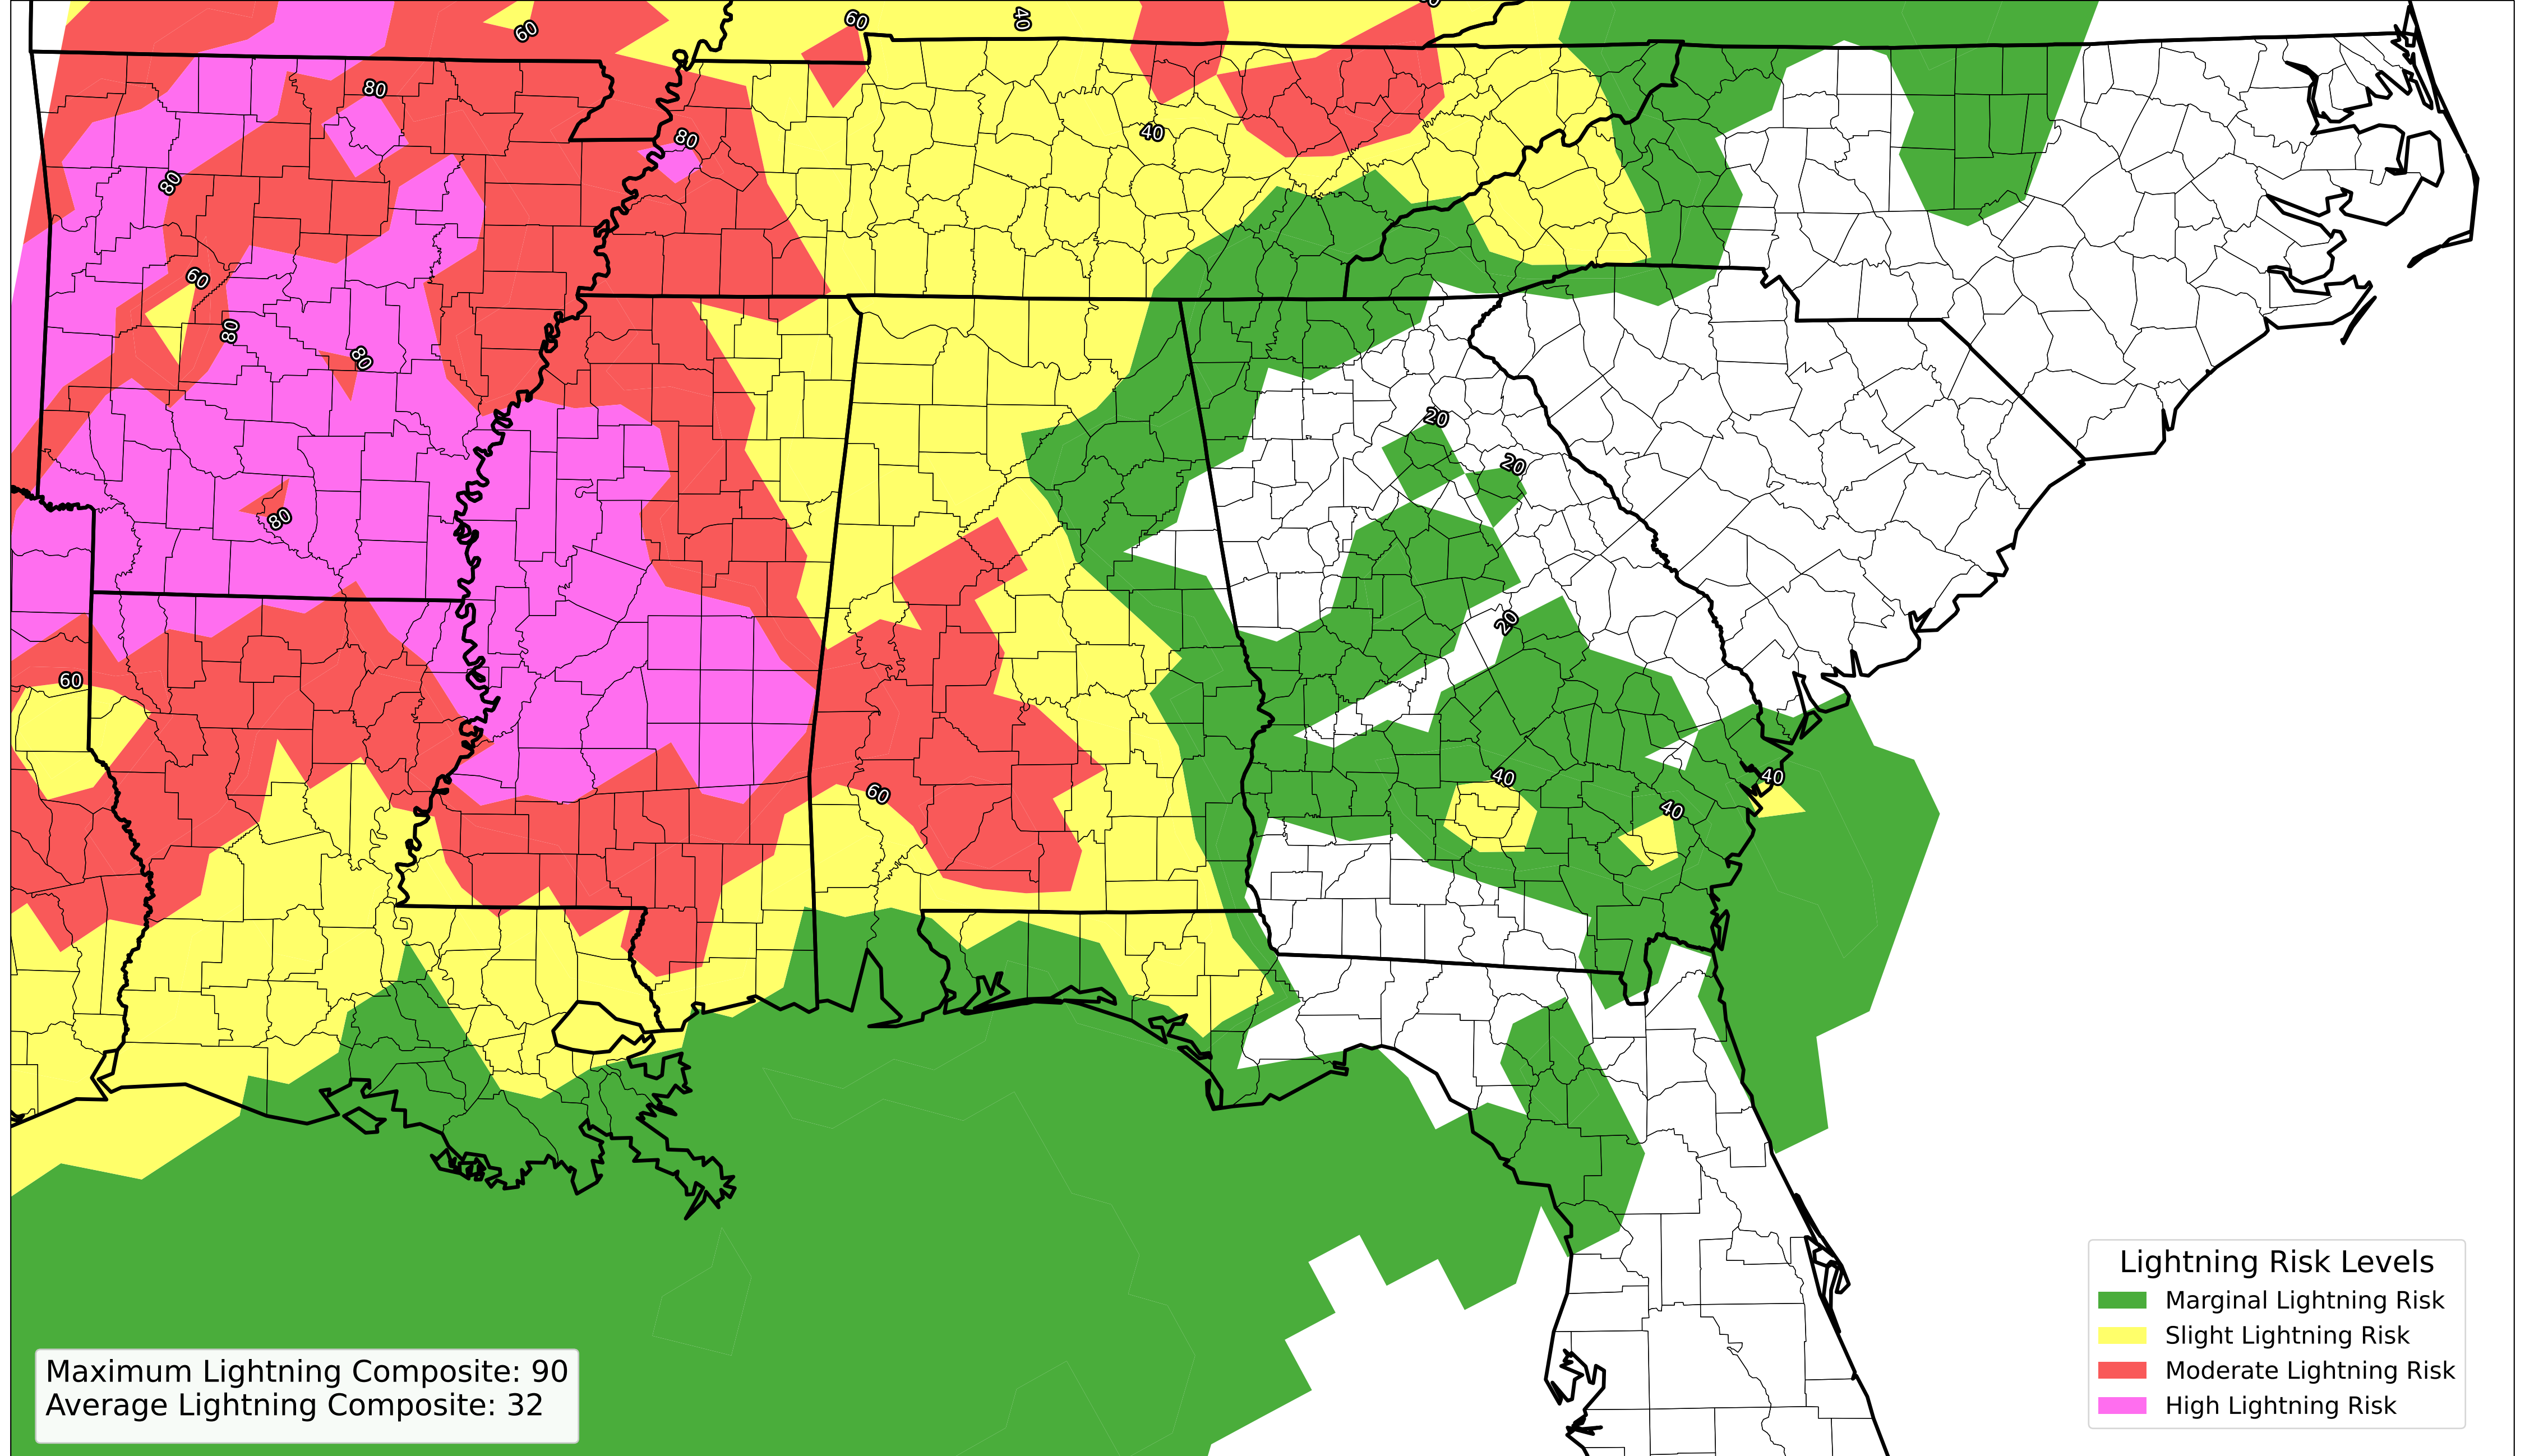 60
40
60
80
40
80
80
60
80
80
20
20
80
20
60
40
40
60
40
Lightning Risk Levels
Marginal Lightning Risk
Slight Lightning Risk
Moderate Lightning Risk
High Lightning Risk
Maximum Lightning Composite: 90
Average Lightning Composite: 32